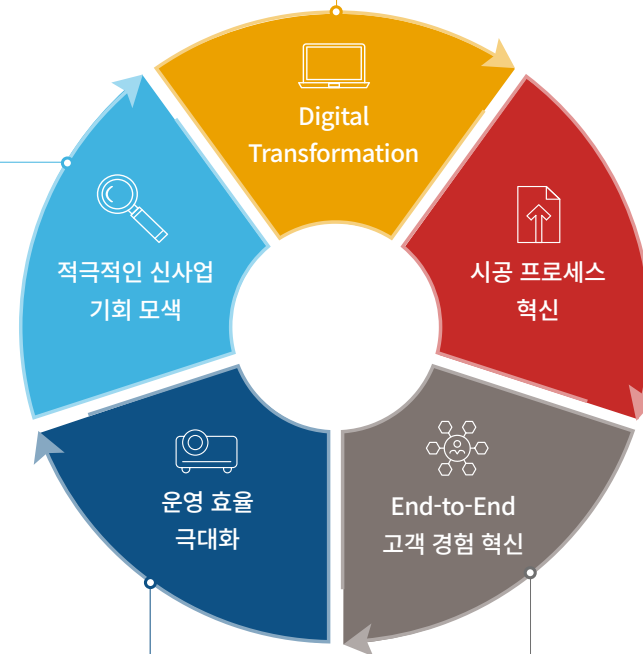 Digital
Transformation
시공 프로세스
혁신
End-to-End
고객 경험 혁신
운영 효율
극대화
적극적인 신사업
기회 모색